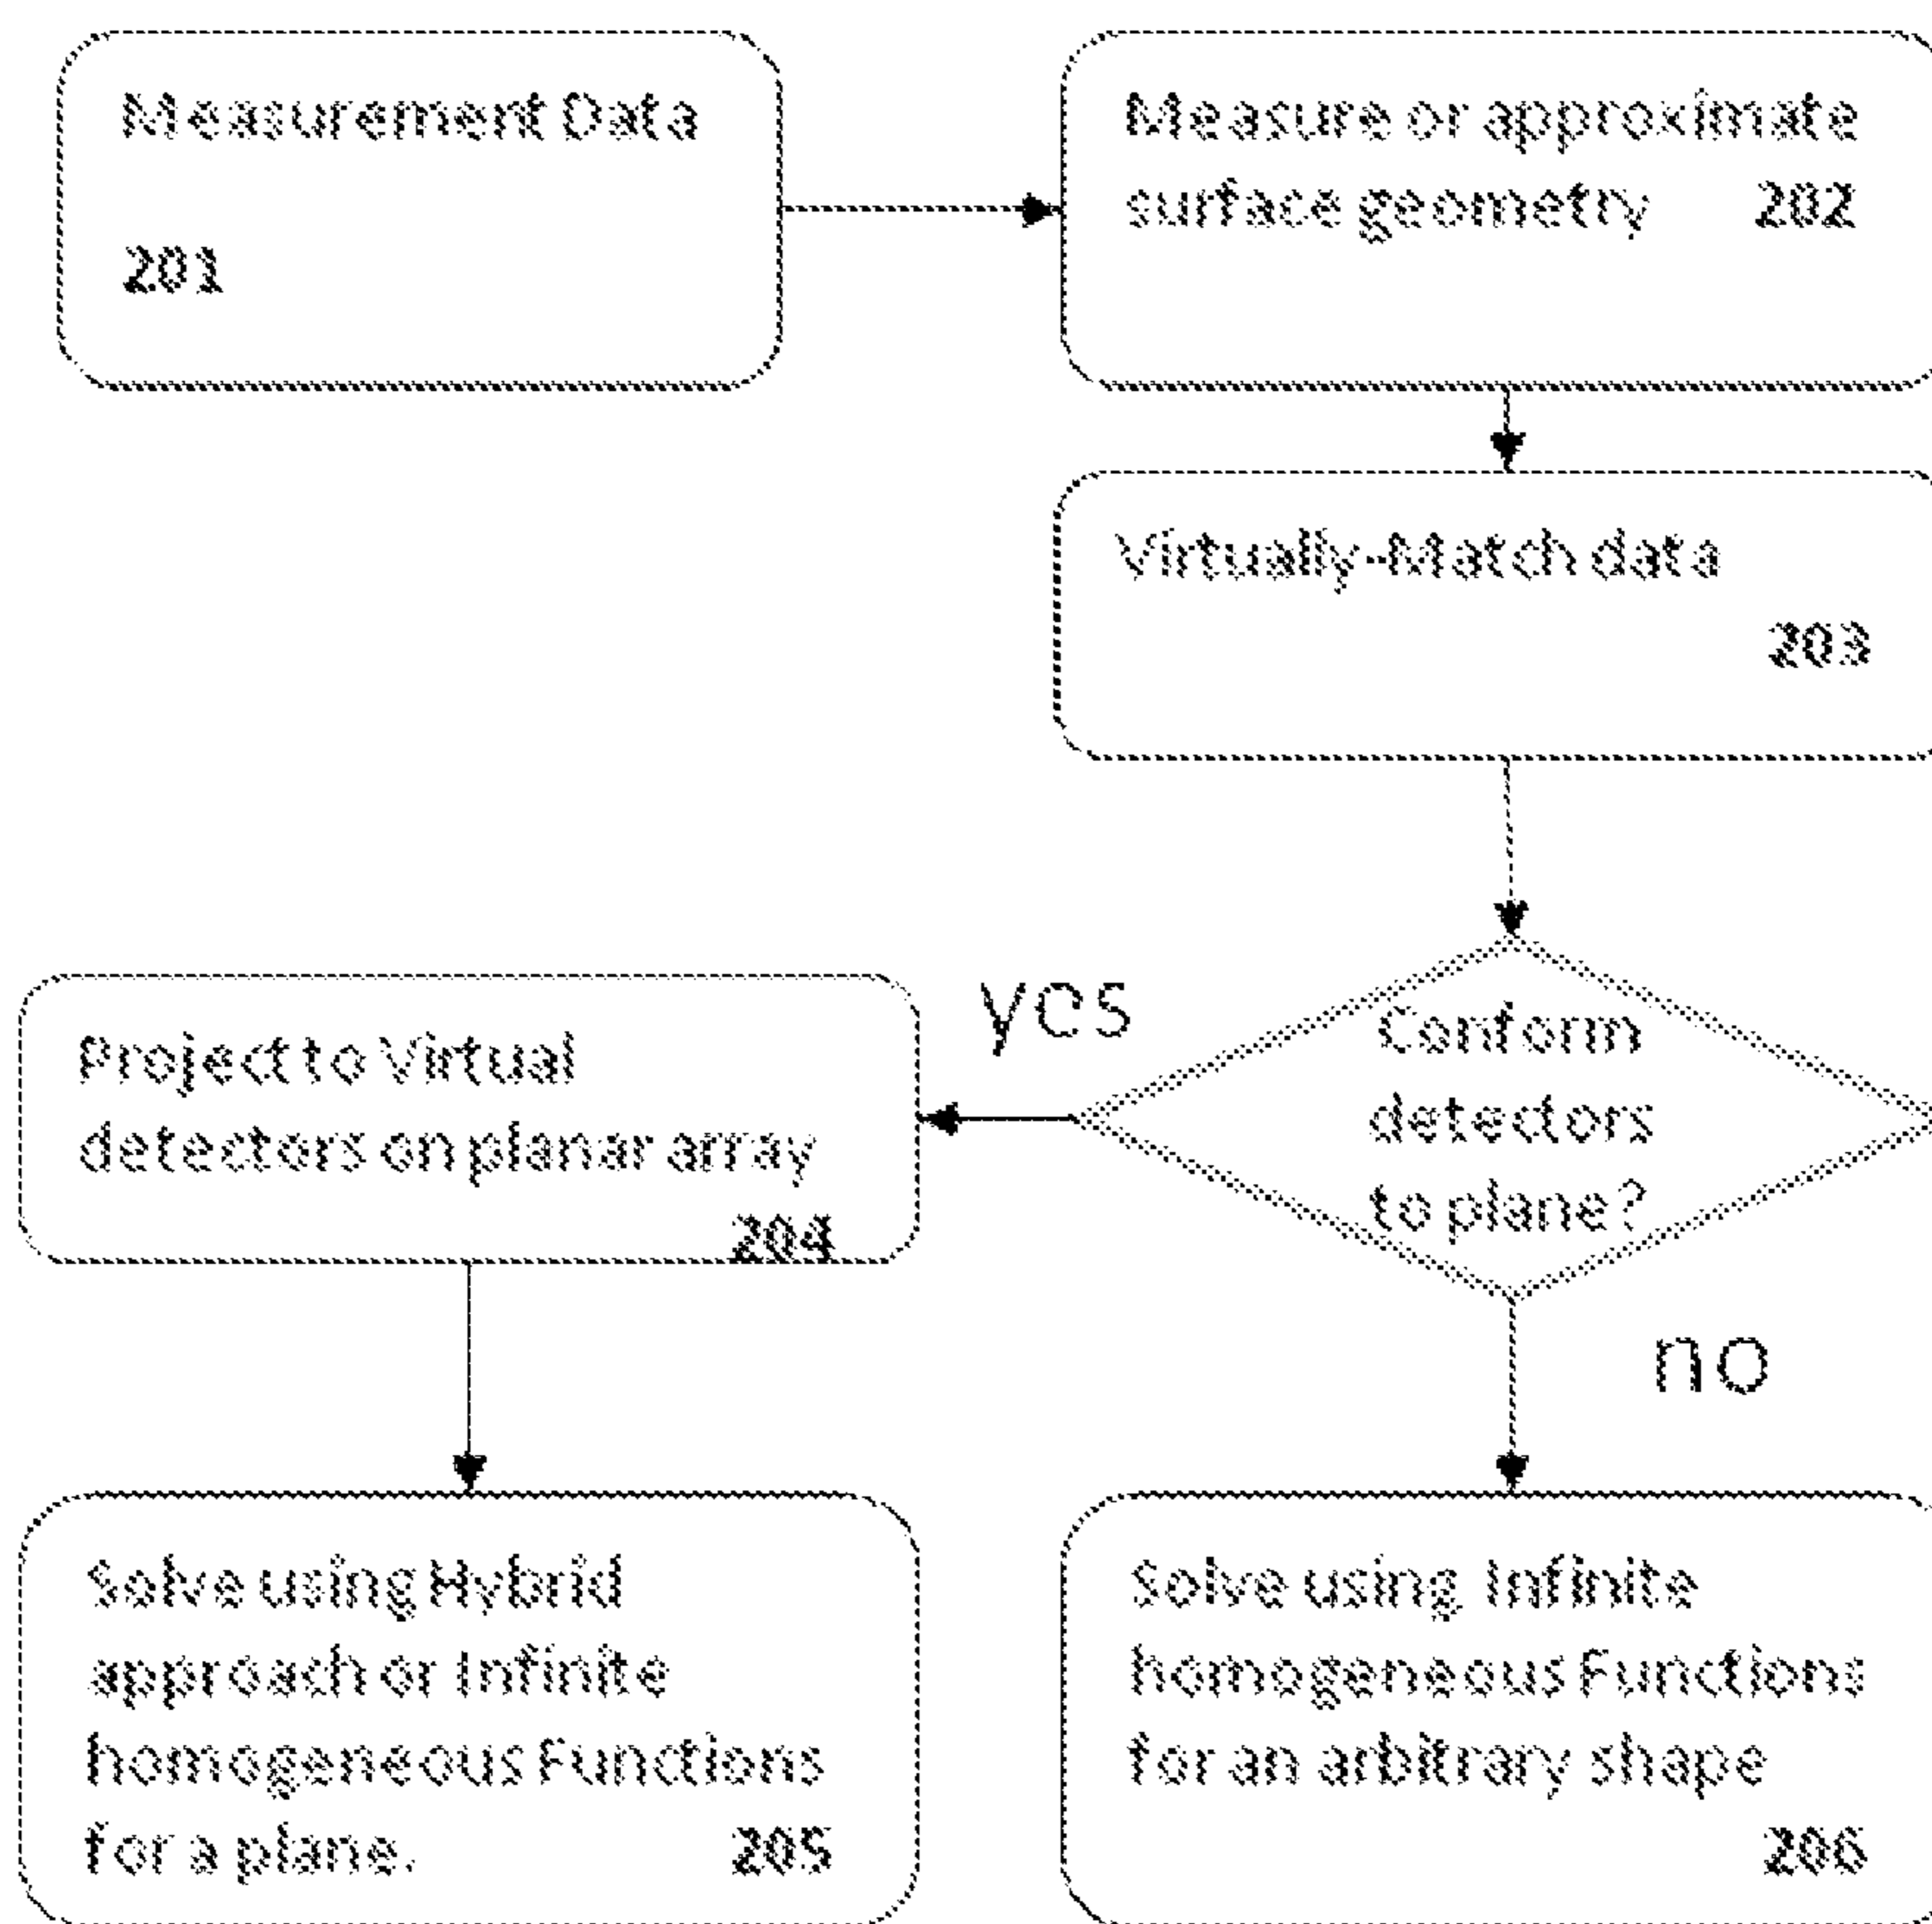 Measurement Data
201
Measure or approximate
surface geometry 202
Virtually-Match data
203
Conform
detectors
to plane?
yes
no
Project to Virtual
detectors on planar array
204
Solve using Hybrid
approach or Infinite
homogeneous Functions
for a plane. 205
Solve using Infinite
homogeneous Functions
for an arbitrary shape
206